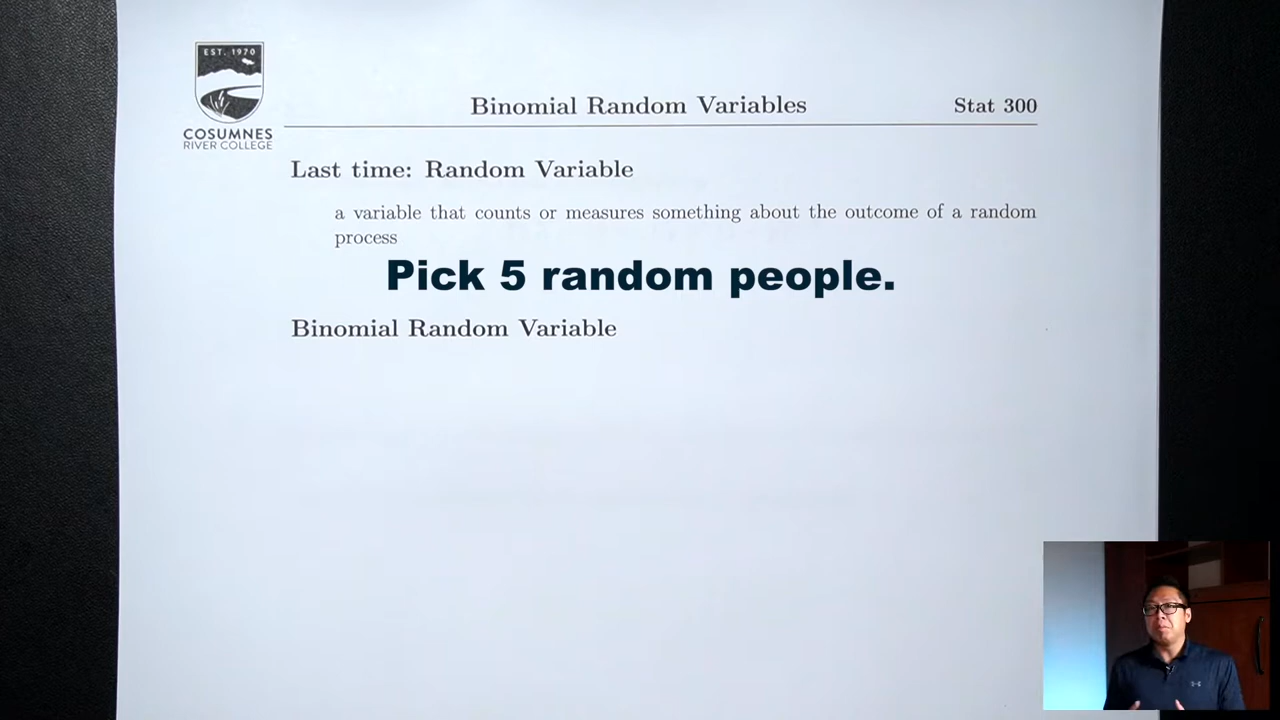 EST. 1970
COSUMNES
RIVER COLLEGE
Binomial Random Variables
Stat 300
Last time: Random Variable
a variable that counts or measures something about the outcome of a random
process
Pick 5 random people.
Binomial Random Variable